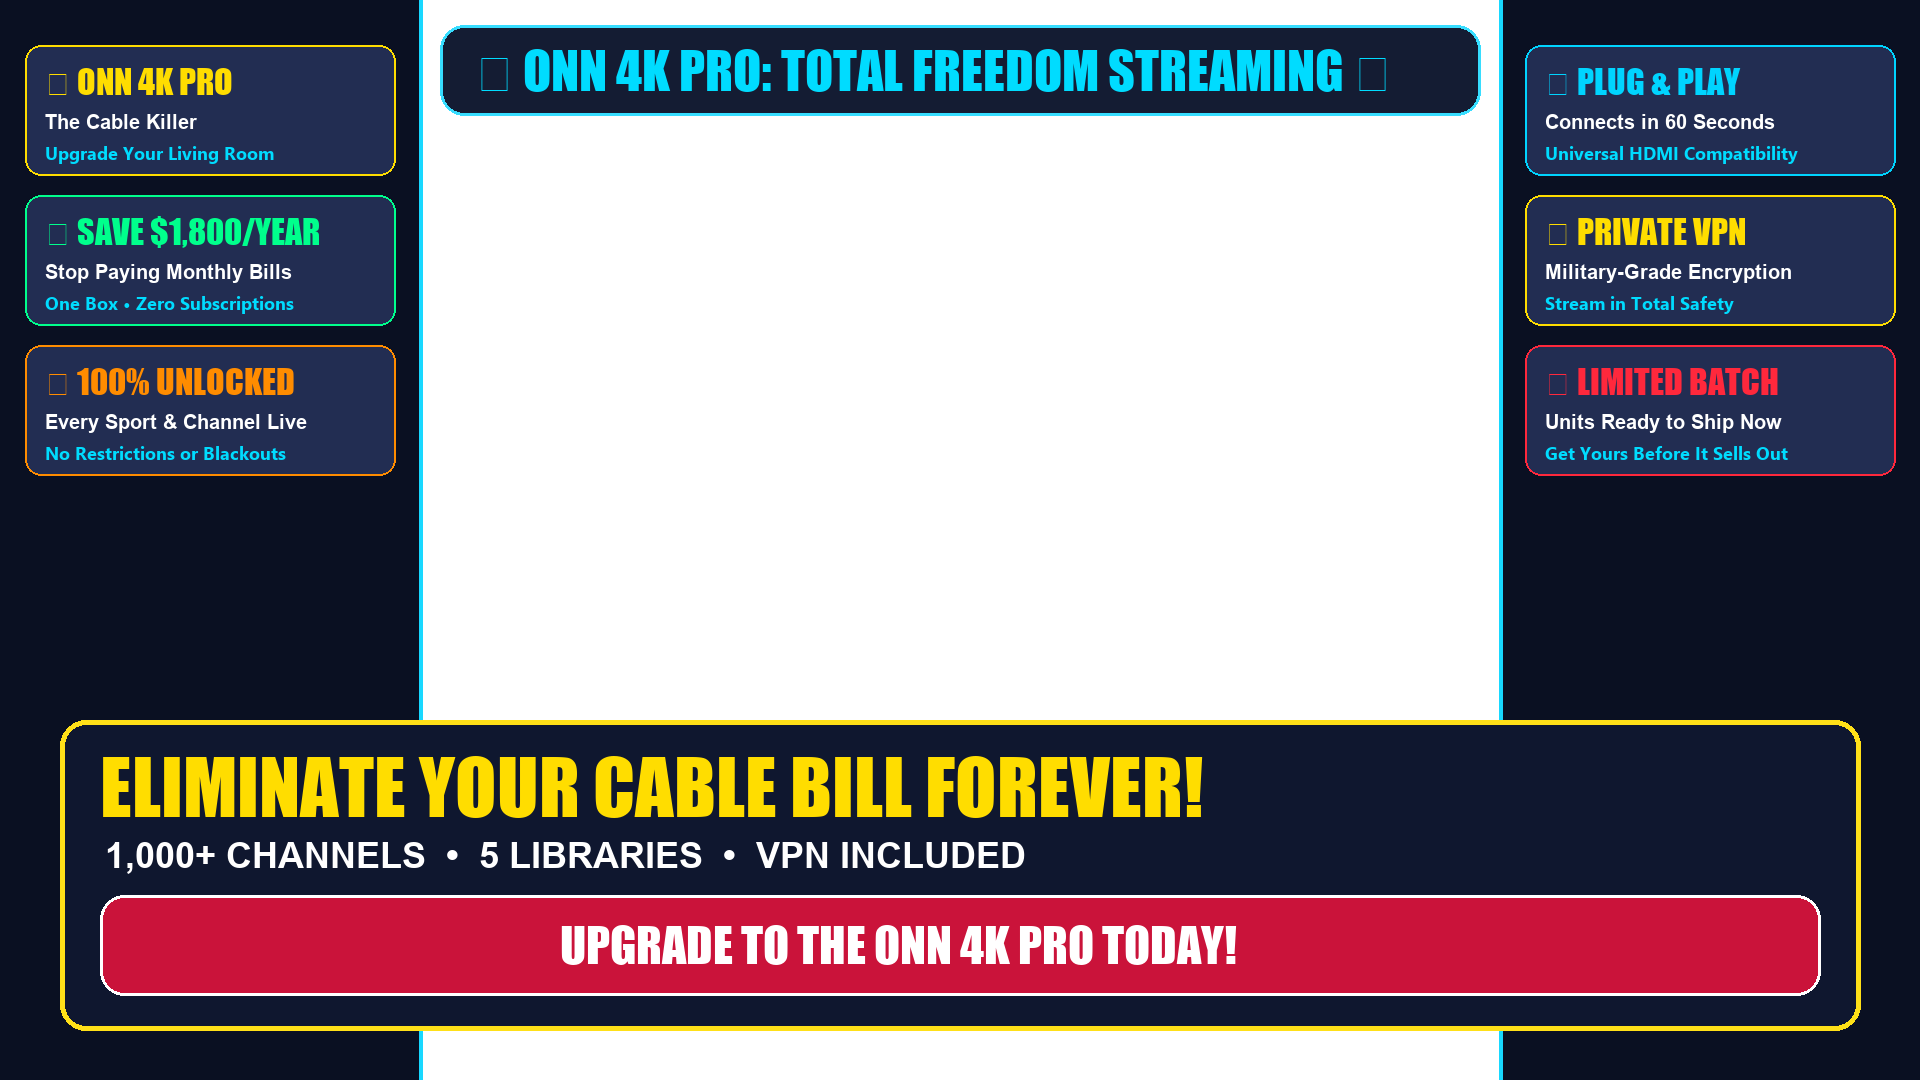 ONN 4K PRO: TOTAL FREEDOM STREAMING
ONN 4K PRO
The Cable Killer
Upgrade Your Living Room
SAVE $1,800/YEAR
Stop Paying Monthly Bills
One Box • Zero Subscriptions
100% UNLOCKED
Every Sport & Channel Live
No Restrictions or Blackouts
PLUG & PLAY
Connects in 60 Seconds
Universal HDMI Compatibility
PRIVATE VPN
Military-Grade Encryption
Stream in Total Safety
LIMITED BATCH
Units Ready to Ship Now
Get Yours Before It Sells Out
ELIMINATE YOUR CABLE BILL FOREVER!
1,000+ CHANNELS • 5 LIBRARIES • VPN INCLUDED
UPGRADE TO THE ONN 4K PRO TODAY!